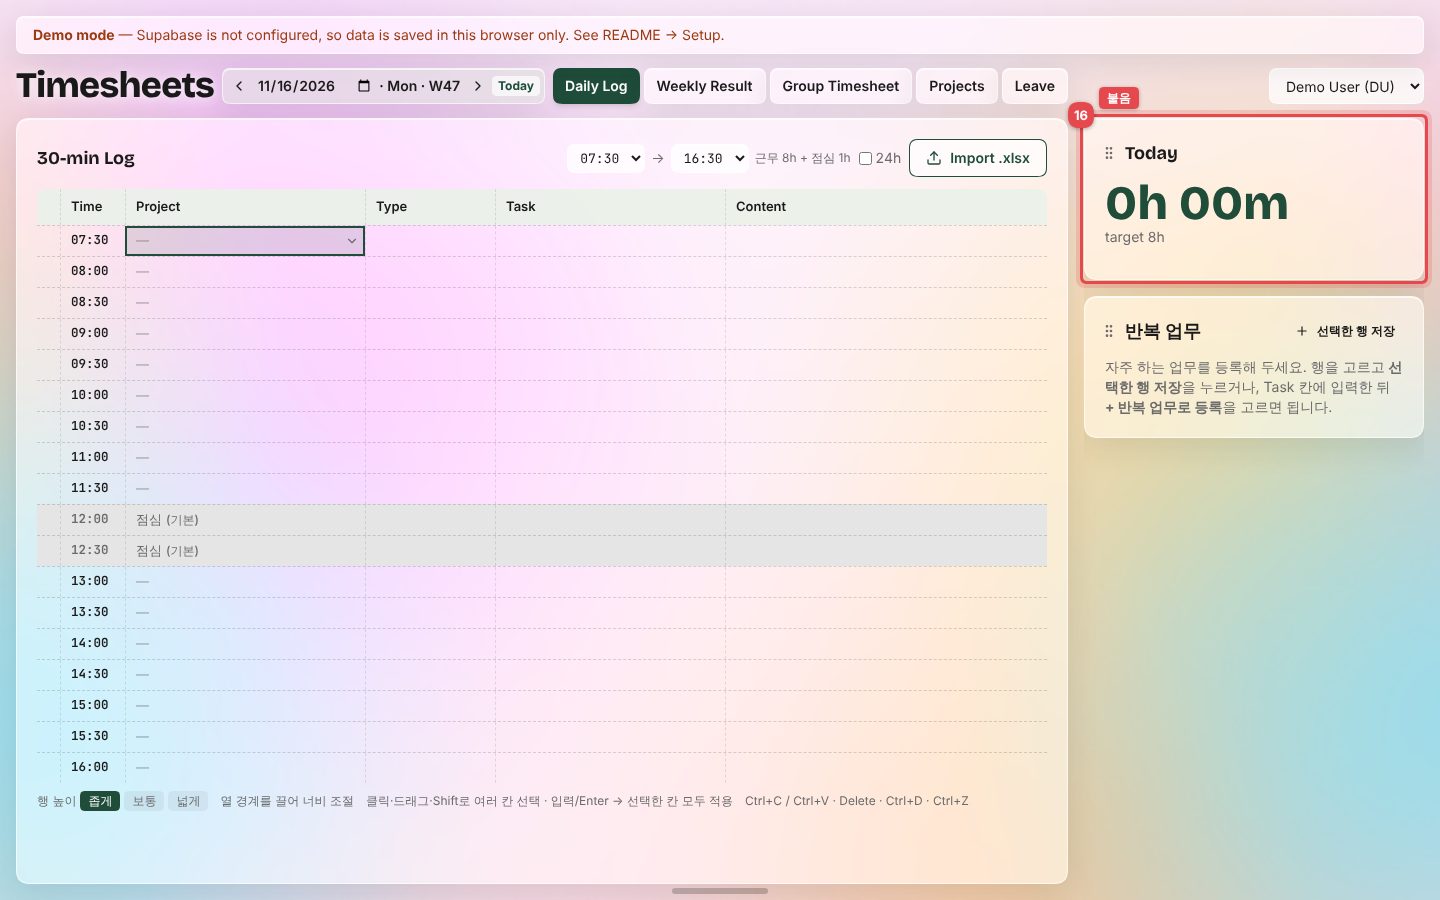 Demo mode — Supabase is not configured, so data is saved in this browser only. See README → Setup.
Timesheets
11/16/2026 · Mon · W47 Today
Daily Log
Weekly Result
Group Timesheet
Projects
Leave
Demo User (DU)
30-min Log
07:30 → 16:30 근무 8h + 점심 1h 24h
Import .xlsx
Time Project Type Task Content
07:30 —
08:00 —
08:30 —
09:00 —
09:30 —
10:00 —
10:30 —
11:00 —
11:30 —
12:00 점심 (기본)
12:30 점심 (기본)
13:00 —
13:30 —
14:00 —
14:30 —
15:00 —
15:30 —
16:00 —
행 높이 좁게 보통 넓게 열 경계를 끌어 너비 조절 클릭·드래그·Shift로 여러 칸 선택 · 입력/Enter → 선택한 칸 모두 적용 Ctrl+C / Ctrl+V · Delete · Ctrl+D · Ctrl+Z
16
붙음
Today
0h 00m
target 8h
반복 업무
+ 선택한 행 저장
자주 하는 업무를 등록해 두세요. 행을 고르고 선
택한 행 저장을 누르거나, Task 칸에 입력한 뒤
+ 반복 업무로 등록을 고르면 됩니다.